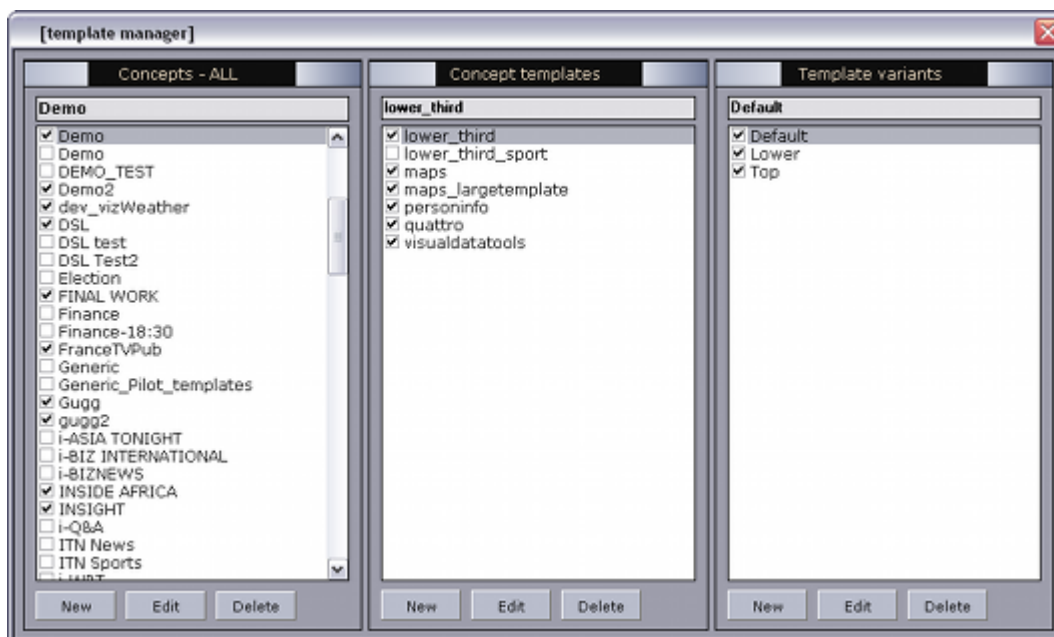 [template manager]
Concepts - ALL
Demo
Demo
Demo
DEMO_TEST
Demo2
dev_vizWeather
DSL
DSL test
DSL Test2
Election
FINAL WORK
Finance
Finance-18:30
FranceTVPub
Generic
Generic_Pilot_templates
Gugg
gugg2
i-ASIA TONIGHT
i-BIZ INTERNATIONAL
i-BIZNEWS
INSIDE AFRICA
INSIGHT
i-Q&A
ITN News
ITN Sports
New Edit Delete
Concept templates
lower_third
lower_third
lower_third_sport
maps
maps_largetemplate
personinfo
quattro
visualdatatools
New Edit Delete
Template variants
Default
Default
Lower
Top
New Edit Delete